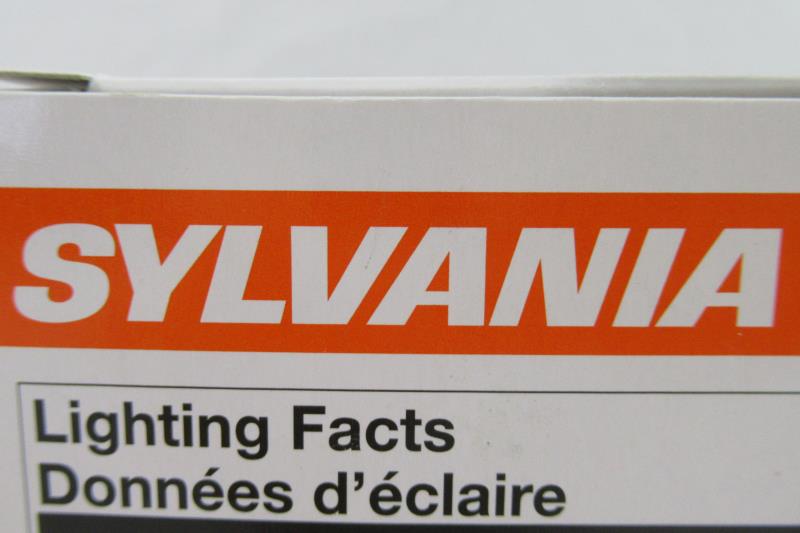 SYLVANIA
Lighting Facts
Données d'éclaire